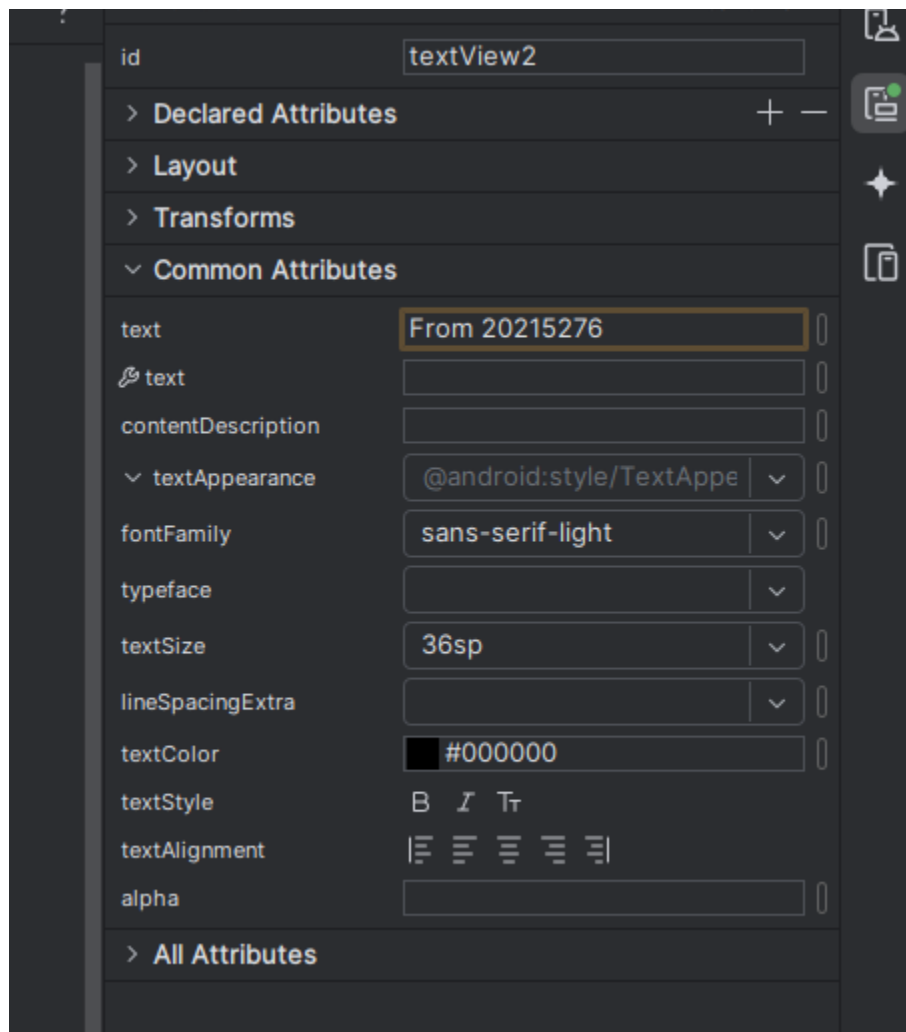 id textView2
Declared Attributes
Layout
Transforms
Common Attributes
text From 20215276
text
contentDescription
textAppearance @android:style/TextAppe
fontFamily sans-serif-light
typeface
textSize 36sp
lineSpacingExtra
textColor #000000
textStyle B I TT
textAlignment
alpha
All Attributes